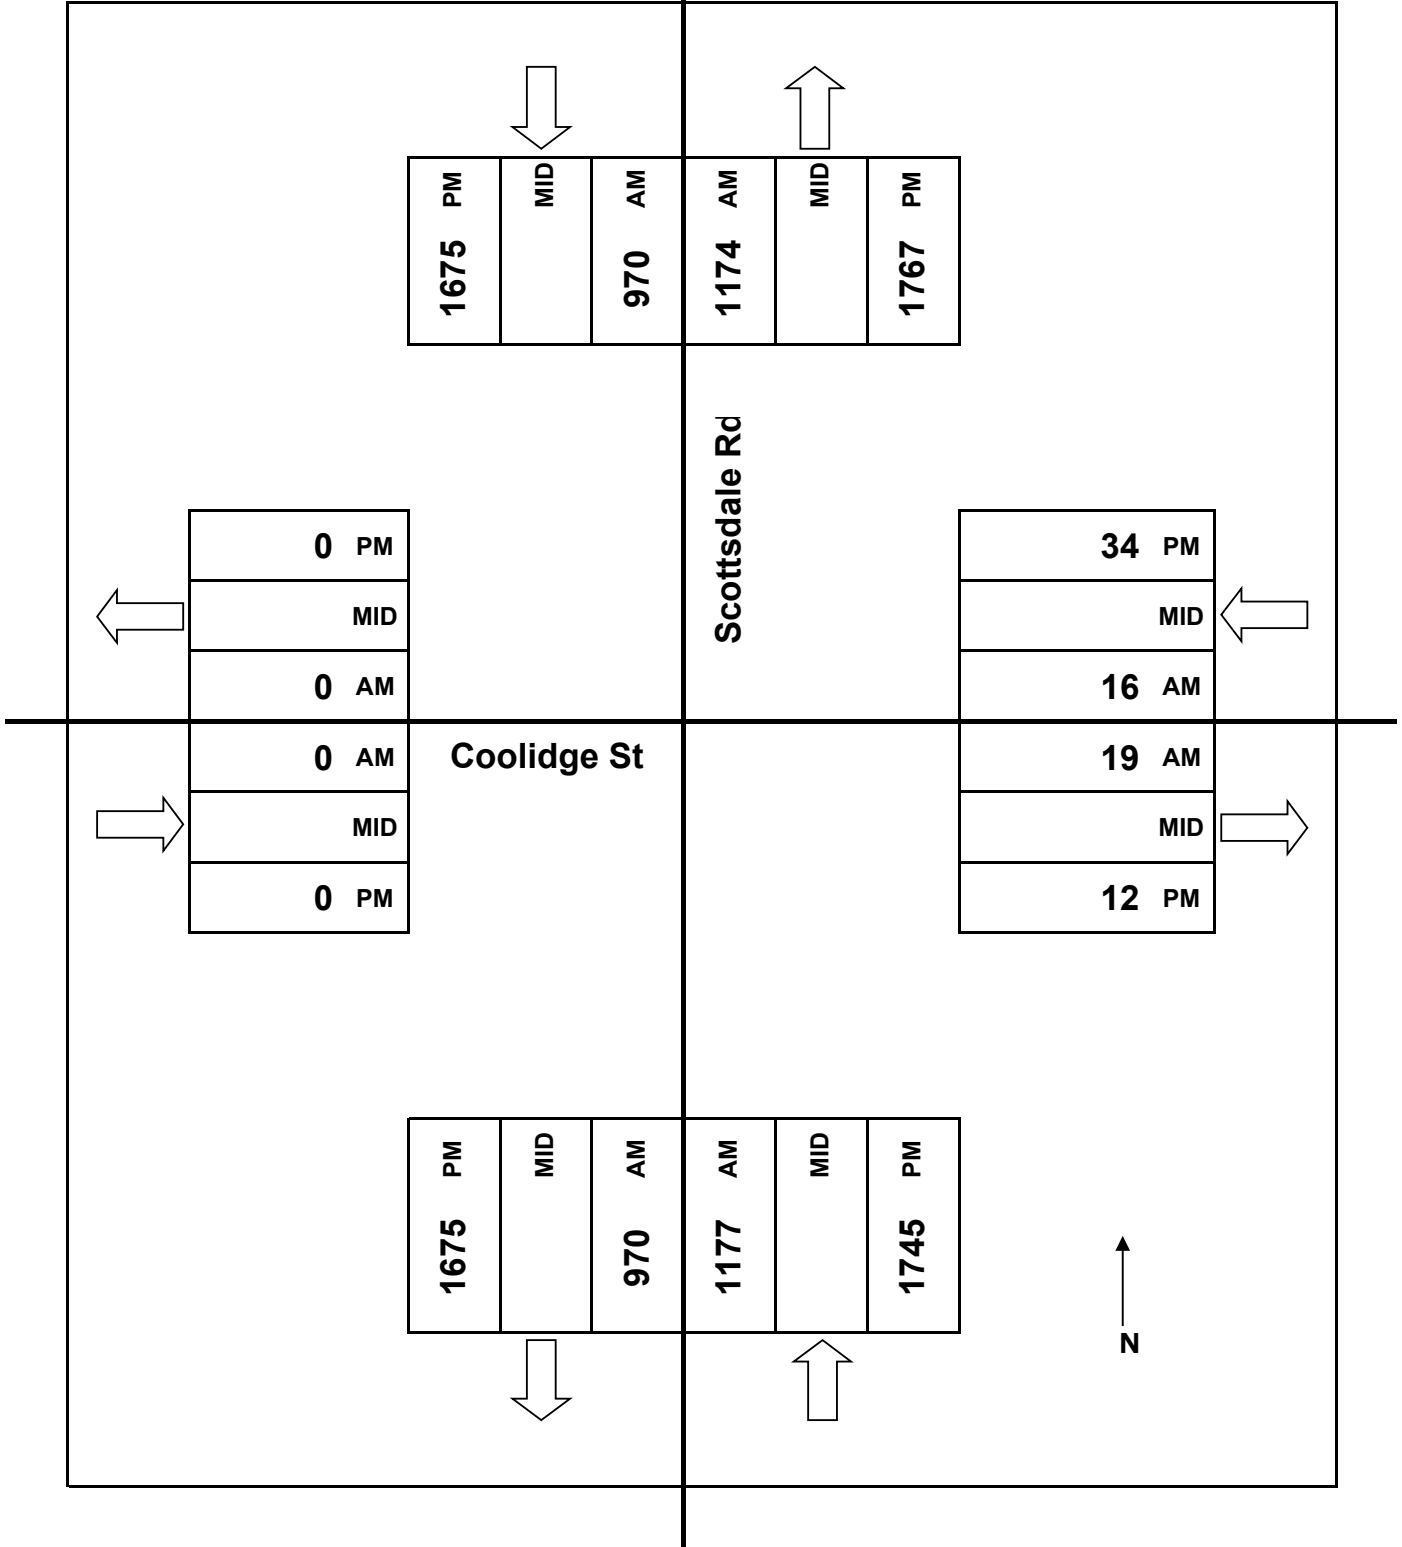 PM MID AM AM MID PM
1675 970 1174 1767
Scottsdale Rd
0 PM
MID
0 AM
0 AM
MID
0 PM
Coolidge St
34 PM
MID
16 AM
19 AM
MID
12 PM
PM MID AM AM MID PM
1675 970 1177 1745
N